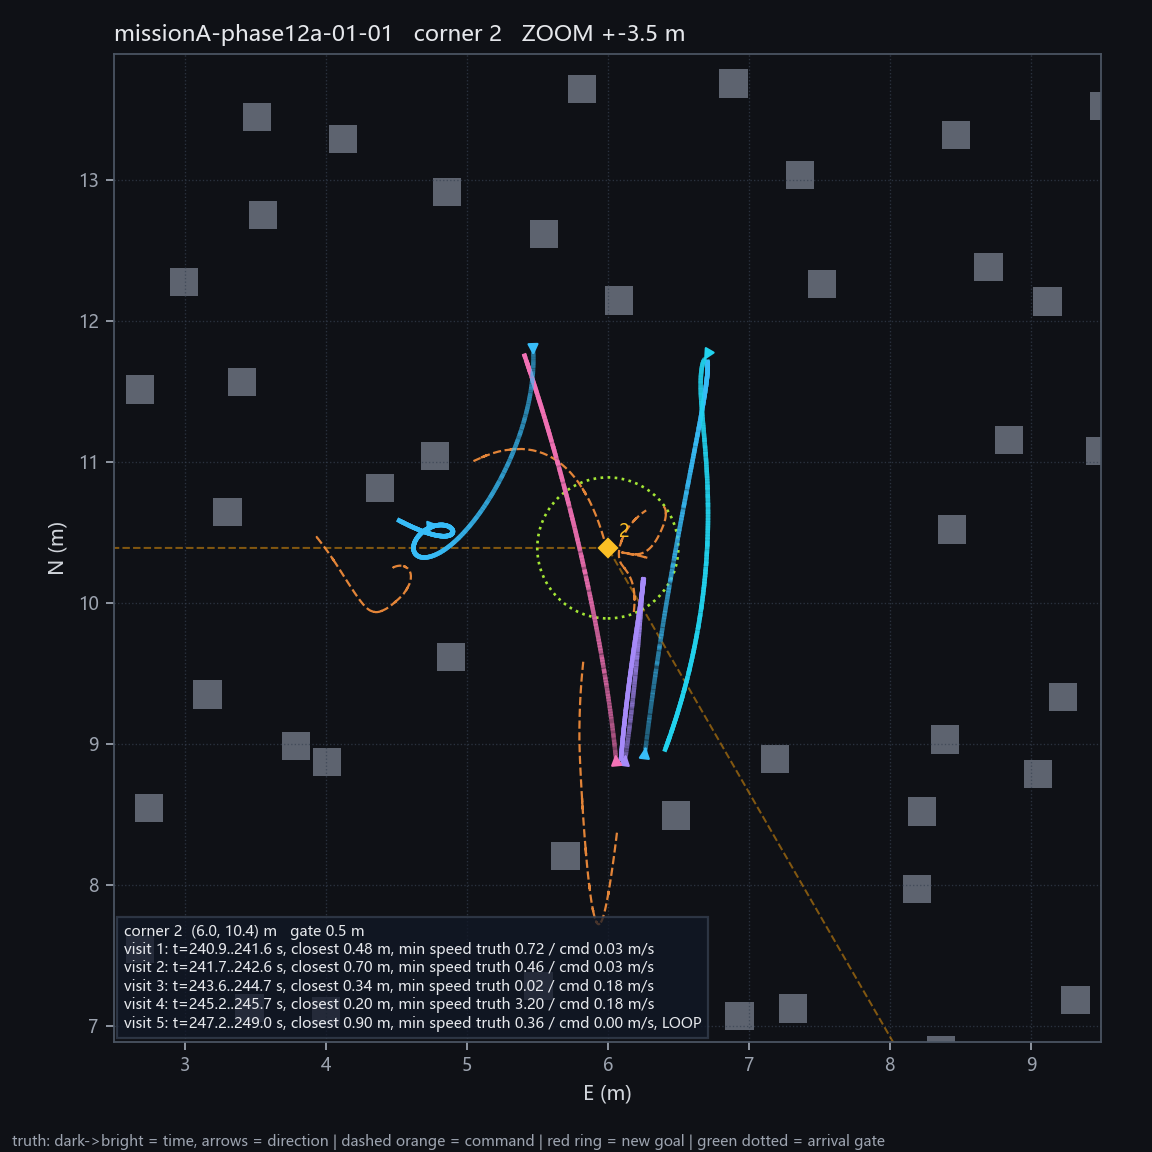 missionA-phase12a-01-01   corner 2   ZOOM +-3.5 m
13
12
11
10
9
8
7
N (m)
2
corner 2  (6.0, 10.4) m   gate 0.5 m
visit 1: t=240.9..241.6 s, closest 0.48 m, min speed truth 0.72 / cmd 0.03 m/s
visit 2: t=241.7..242.6 s, closest 0.70 m, min speed truth 0.46 / cmd 0.03 m/s
visit 3: t=243.6..244.7 s, closest 0.34 m, min speed truth 0.02 / cmd 0.18 m/s
visit 4: t=245.2..245.7 s, closest 0.20 m, min speed truth 3.20 / cmd 0.18 m/s
visit 5: t=247.2..249.0 s, closest 0.90 m, min speed truth 0.36 / cmd 0.00 m/s, LOOP
3 4 5 6 7 8 9
E (m)
truth: dark->bright = time, arrows = direction | dashed orange = command | red ring = new goal | green dotted = arrival gate